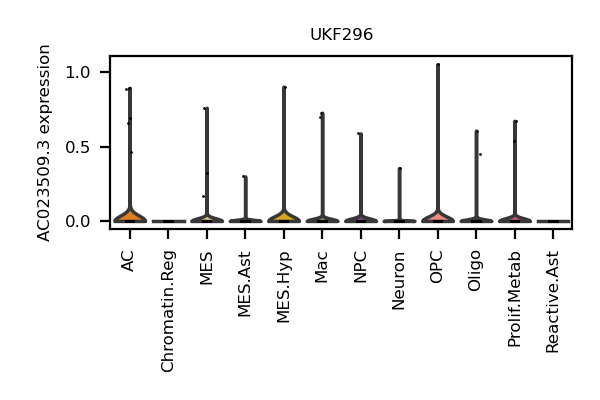 UKF296
AC023509.3 expression
1.0
0.5
0.0
AC
Chromatin.Reg
MES
MES.Ast
MES.Hyp
Mac
NPC
Neuron
OPC
Oligo
Prolif.Metab
Reactive.Ast